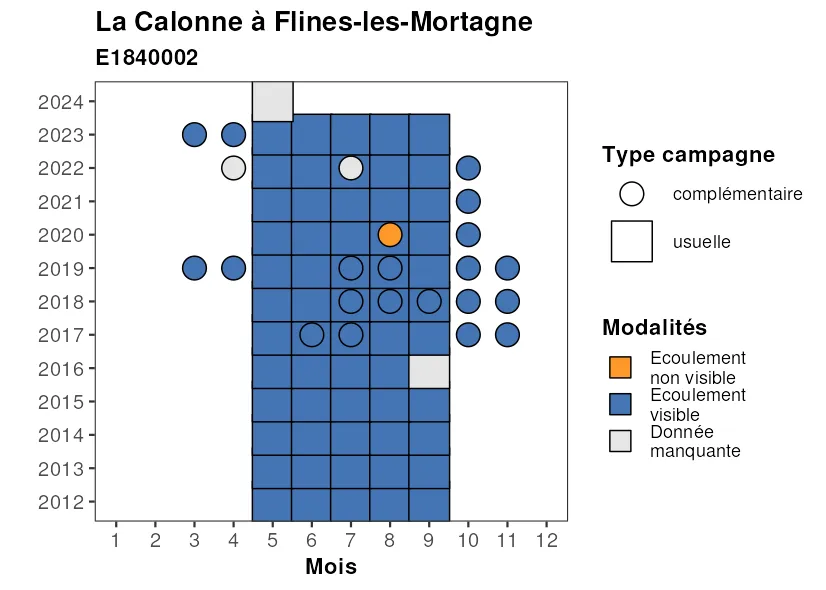 La Calonne à Flines-les-Mortagne
E1840002
2024
2023
2022
2021
2020
2019
2018
2017
2016
2015
2014
2013
2012
1 2 3 4 5 6 7 8 9 10 11 12
Mois
Type campagne
complémentaire
usuelle
Modalités
Ecoulement
non visible
Ecoulement
visible
Donnée
manquante